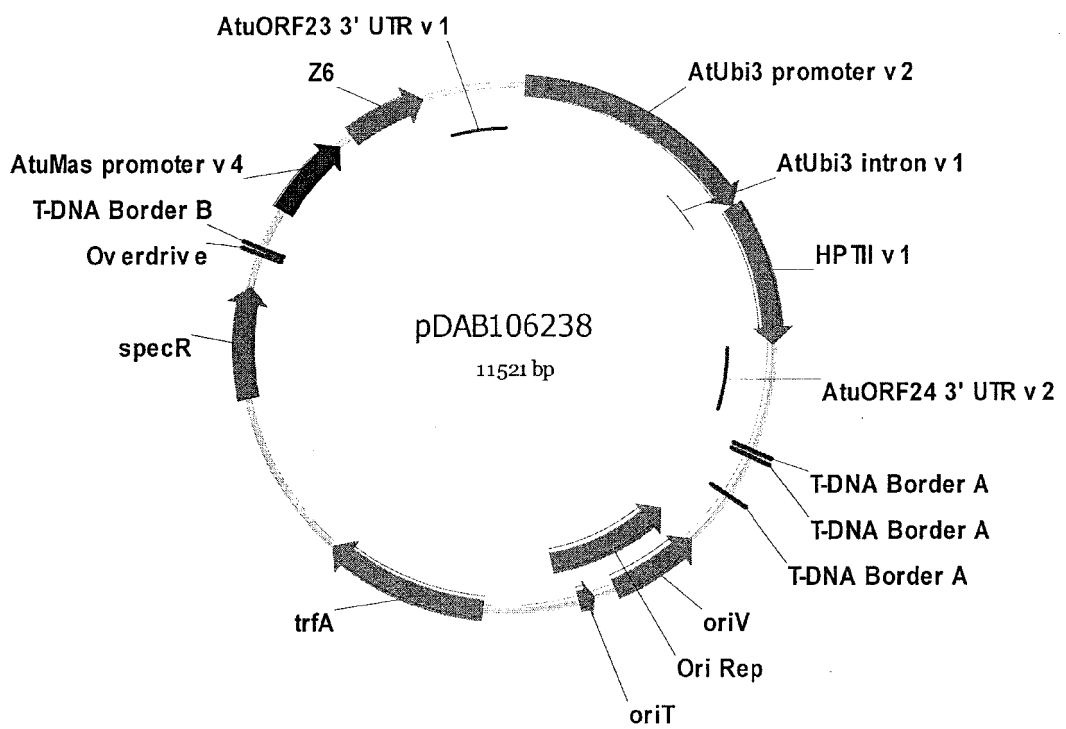 AtuORF23 3' UTR v 1
Z6
AtUbi3 promoter v 2
AtuMas promoter v 4
AtUbi3 intron v 1
T-DNA Border B
Overdrive
HPTII v 1
pDAB106238
11521 bp
specR
AtuORF24 3' UTR v 2
T-DNA Border A
T-DNA Border A
T-DNA Border A
trfA
oriV
Ori Rep
oriT